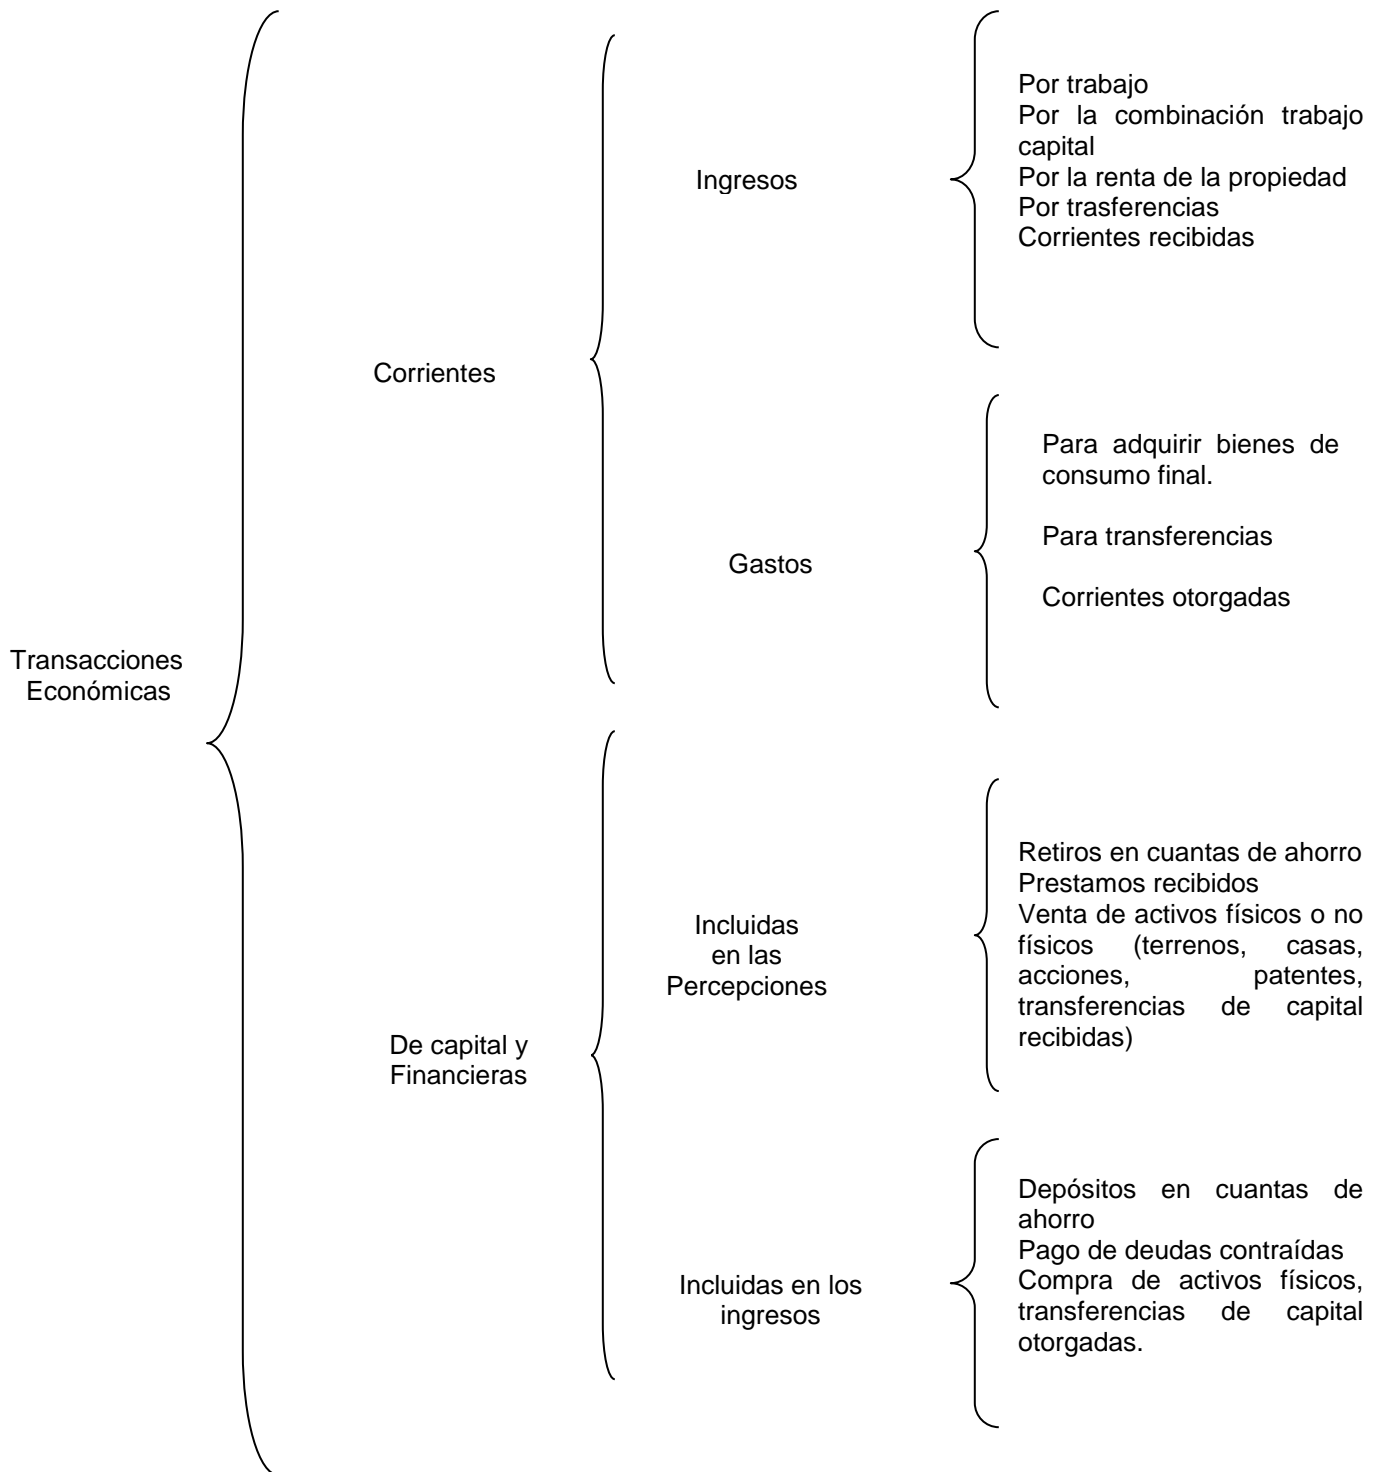 Transacciones
Económicas
Corrientes
Ingresos
Por trabajo
Por la combinación trabajo
capital
Por la renta de la propiedad
Por trasferencias
Corrientes recibidas
Gastos
Para adquirir bienes de
consumo final.
Para transferencias
Corrientes otorgadas
De capital y
Financieras
Incluidas
en las
Percepciones
Retiros en cuantas de ahorro
Prestamos recibidos
Venta de activos físicos o no
físicos (terrenos, casas,
acciones, patentes,
transferencias de capital
recibidas)
Incluidas en los
ingresos
Depósitos en cuantas de
ahorro
Pago de deudas contraídas
Compra de activos físicos,
transferencias de capital
otorgadas.